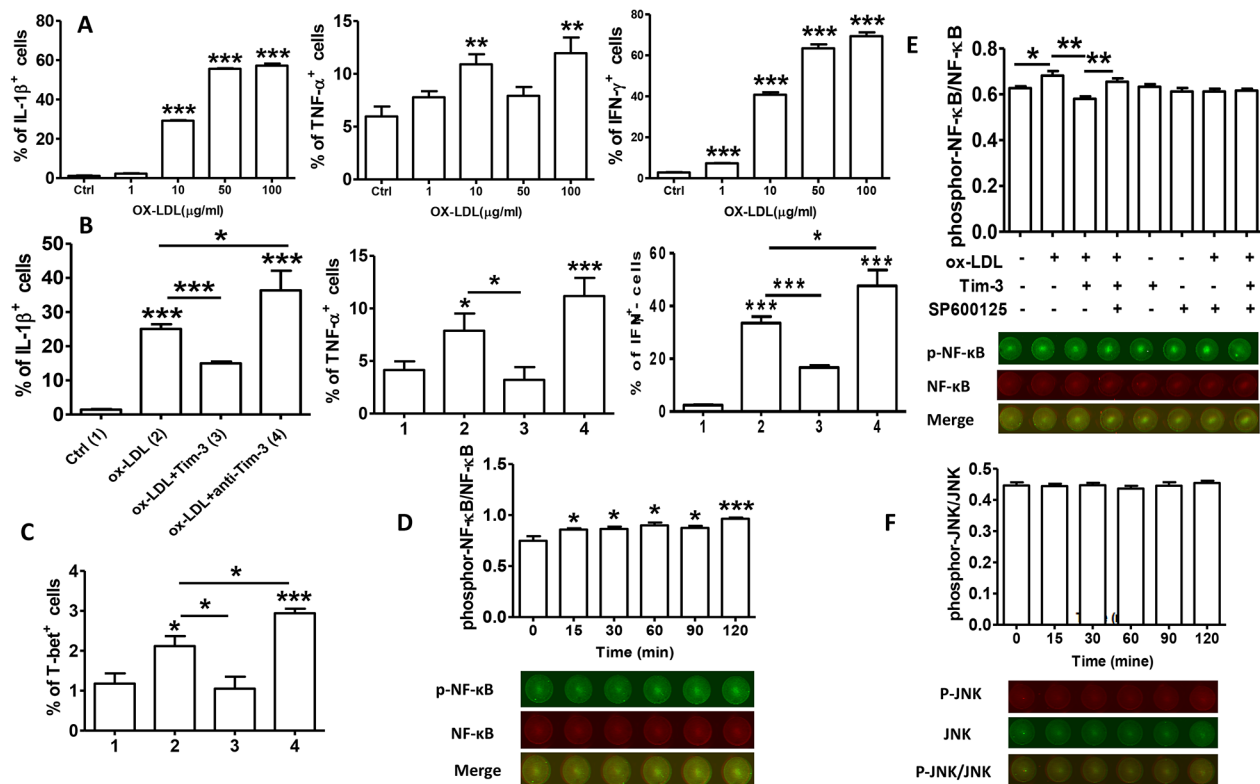 A
% of IL-1β⁺ cells
80
60
40
20
0
***
***
***
Ctrl 1 10 50 100
OX-LDL(μg/ml)
% of TNF-α⁺ cells
15
10
5
0
**
**
Ctrl 1 10 50 100
OX-LDL(μg/ml)
% of IFN-γ⁺ cells
80
60
40
20
0
***
***
***
***
Ctrl 1 10 50 100
OX-LDL(μg/ml)
B
% of IL-1β⁺ cells
50
40
30
20
10
0
*
***
***
***
Ctrl (1)
ox-LDL (2)
ox-LDL+Tim-3 (3)
ox-LDL+anti-Tim-3 (4)
% of TNF-α⁺ cells
15
10
5
0
*
*
***
1 2 3 4
% of IFN⁺- cells
60
40
20
0
*
***
***
***
1 2 3 4
C
% of T-bet⁺ cells
4
3
2
1
0
*
*
*
***
1 2 3 4
D
phosphor-NF-κB/NF-κB
1.5
1.0
0.5
0.0
* * * * ***
0 15 30 60 90 120
Time (min)
p-NF-κB
NF-κB
Merge
E
phosphor-NF-κB/NF-κB
0.8
0.6
0.4
0.2
0.0
* ** **
ox-LDL - + + + - - + +
Tim-3 - - + + + - - +
SP600125 - - - + - + + +
p-NF-κB
NF-κB
Merge
F
phosphor-JNK/JNK
0.5
0.4
0.3
0.2
0.1
0.0
0 15 30 60 90 120
Time (mine)
P-JNK
JNK
P-JNK/JNK